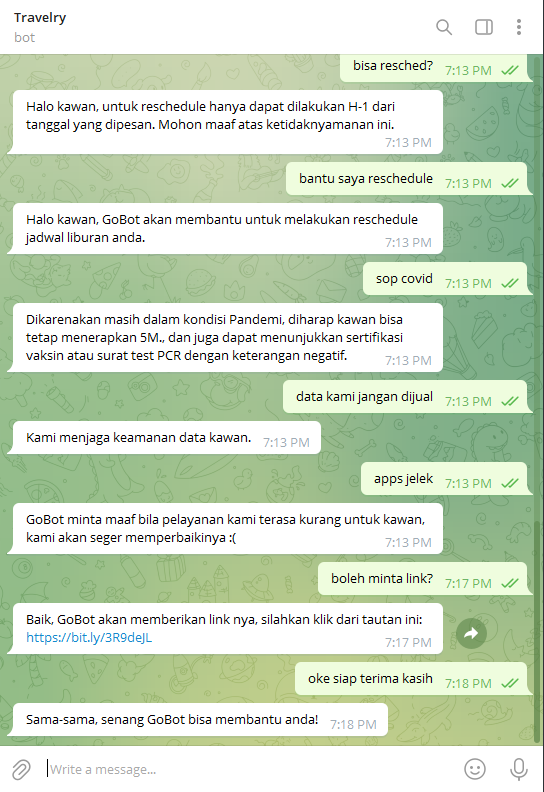 Travelry
bot
bisa resched? 7:13 PM
Halo kawan, untuk reschedule hanya dapat dilakukan H-1 dari
tanggal yang dipesan. Mohon maaf atas ketidaknyamanan ini.
7:13 PM
bantu saya reschedule 7:13 PM
Halo kawan, GoBot akan membantu untuk melakukan reschedule
jadwal liburan anda. 7:13 PM
sop covid 7:13 PM
Dikarenakan masih dalam kondisi Pandemi, diharap kawan bisa
tetap menerapkan 5M., dan juga dapat menunjukkan sertifikasi
vaksin atau surat test PCR dengan keterangan negatif. 7:13 PM
data kami jangan dijual 7:13 PM
Kami menjaga keamanan data kawan. 7:13 PM
apps jelek 7:13 PM
GoBot minta maaf bila pelayanan kami terasa kurang untuk kawan,
kami akan seger memperbaikinya :( 7:13 PM
boleh minta link? 7:17 PM
Baik, GoBot akan memberikan link nya, silahkan klik dari tautan ini:
https://bit.ly/3R9deJL 7:17 PM
oke siap terima kasih 7:18 PM
Sama-sama, senang GoBot bisa membantu anda! 7:18 PM
Write a message...